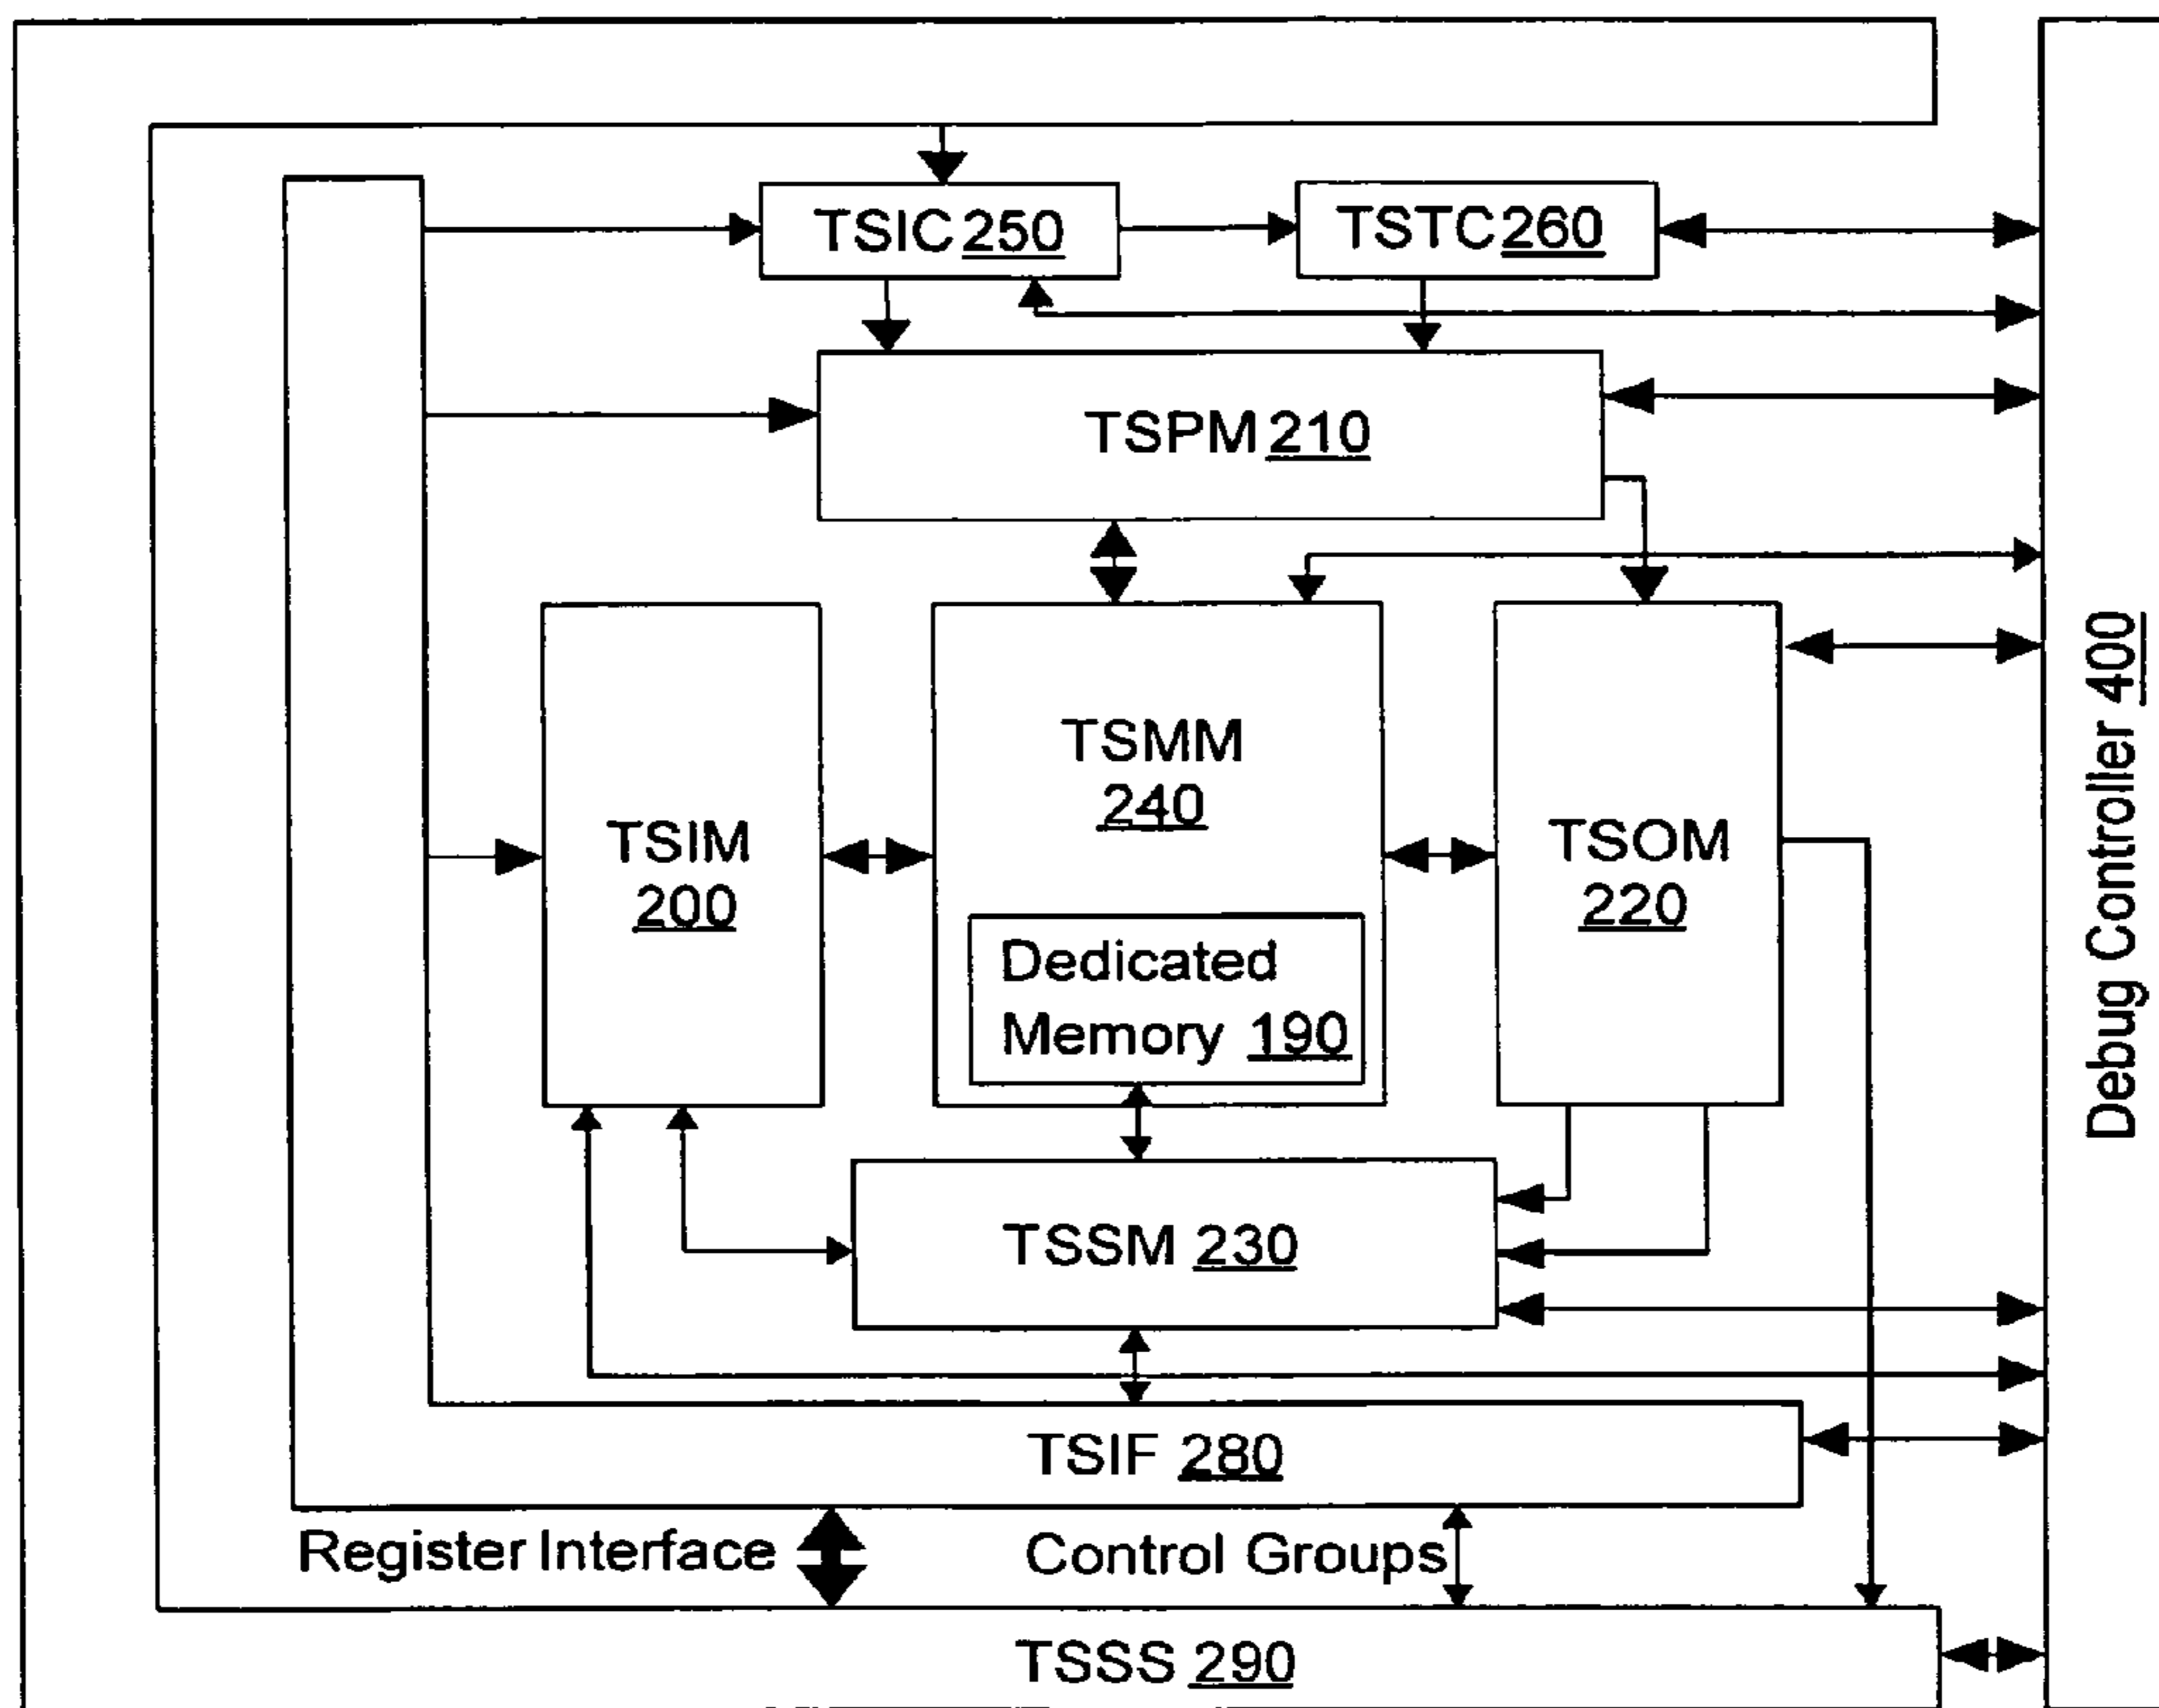 TSIC 250
TSTC 260
TSPM 210
TSMM
240
TSIM
200
TSOM
220
Dedicated
Memory 190
TSSM 230
TSIF 280
Register Interface
Control Groups
TSSS 290
Debug Controller 400